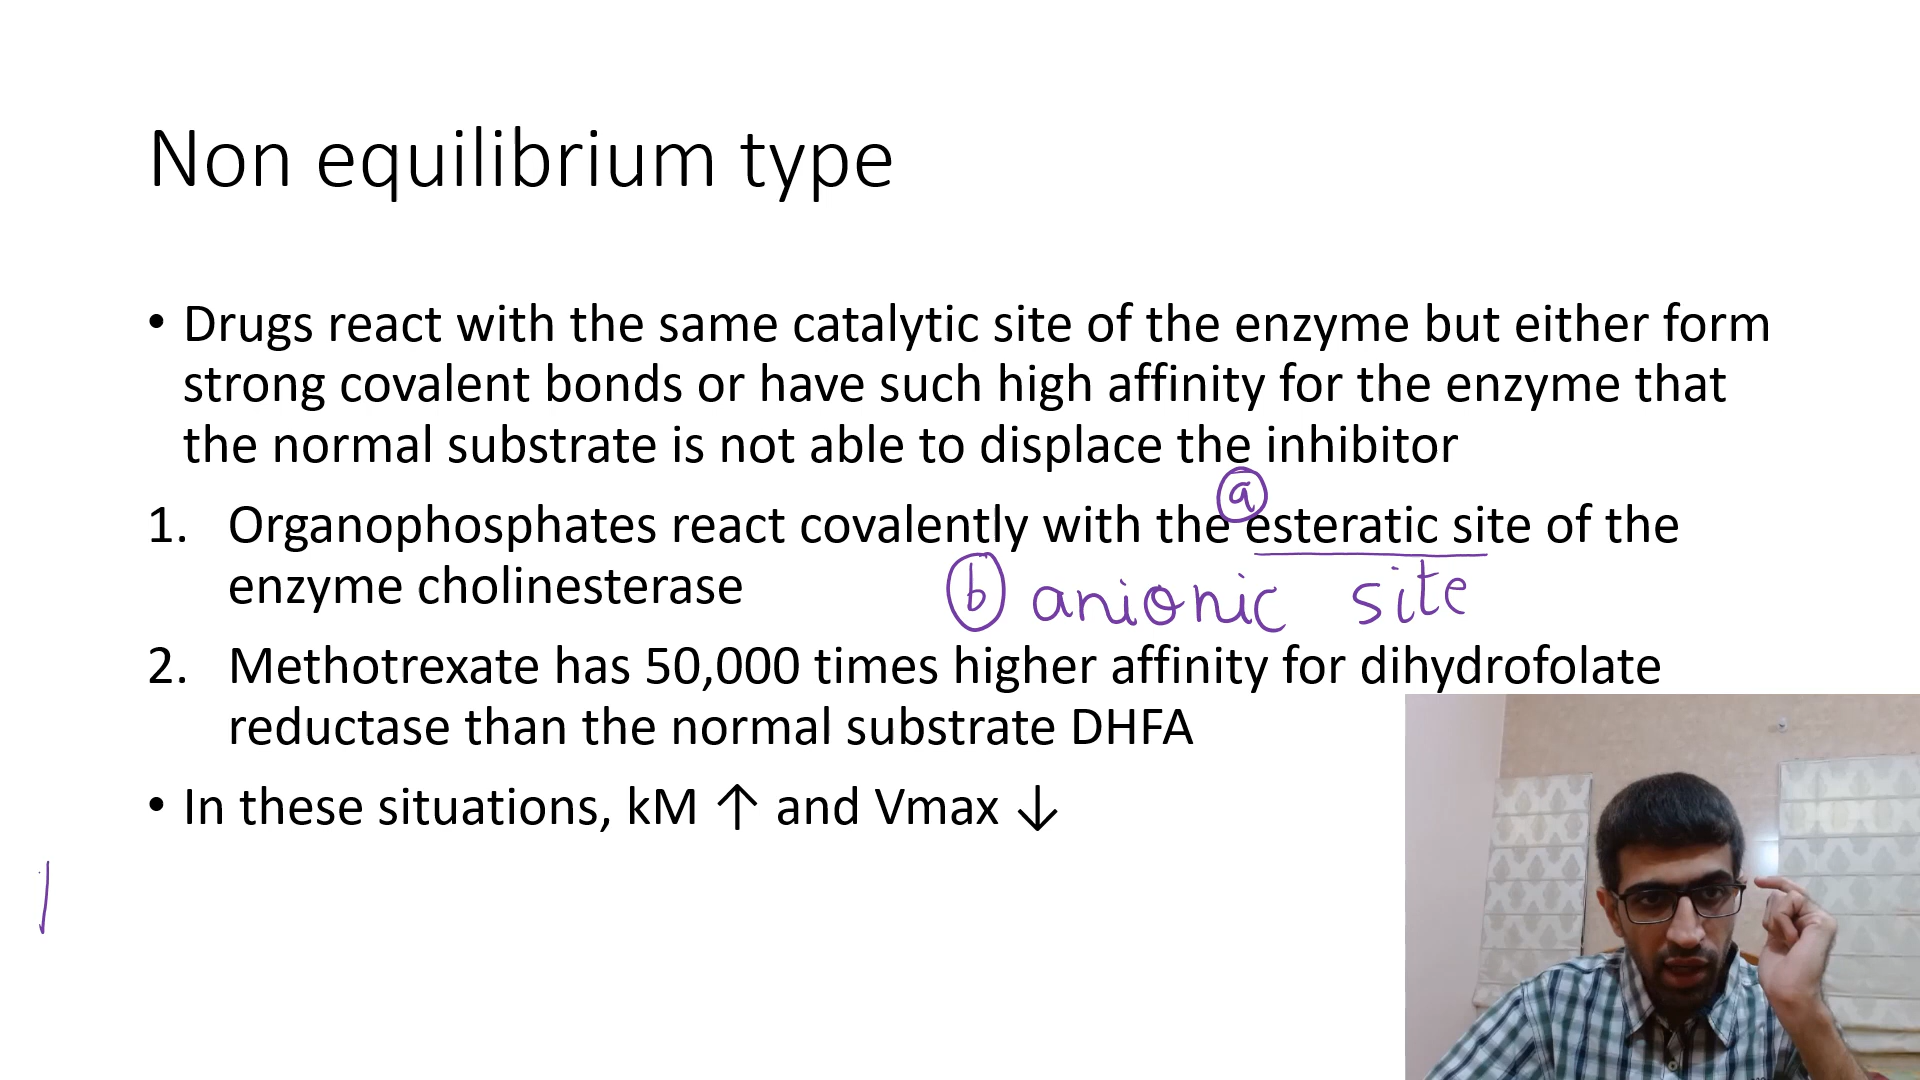 Non equilibrium type
• Drugs react with the same catalytic site of the enzyme but either form
strong covalent bonds or have such high affinity for the enzyme that
the normal substrate is not able to displace the inhibitor
a
1. Organophosphates react covalently with the esteratic site of the
enzyme cholinesterase
b anionic site
2. Methotrexate has 50,000 times higher affinity for dihydrofolate
reductase than the normal substrate DHFA
• In these situations, kM ↑ and Vmax ↓